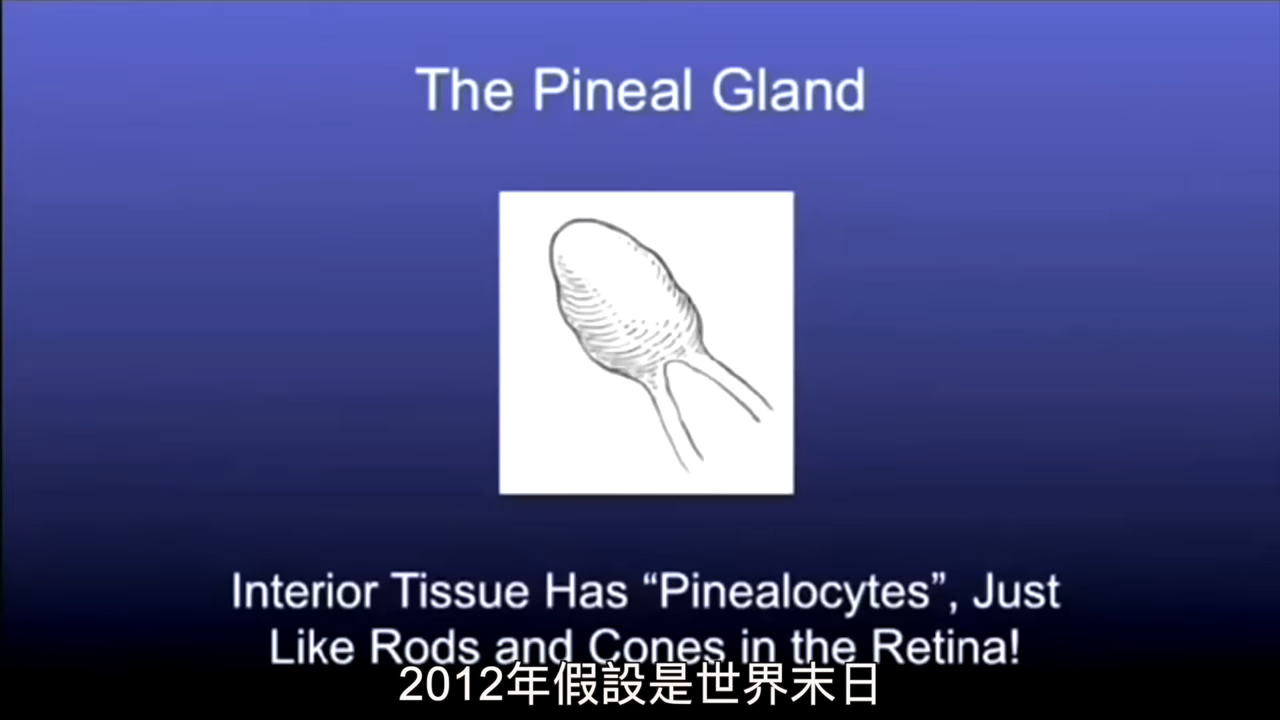 The Pineal Gland
Interior Tissue Has “Pinealocytes”, Just
Like Rods and Cones in the Retina!
2012年假設是世界末日